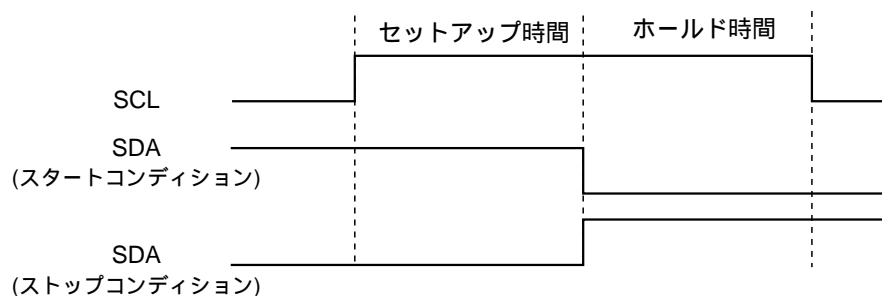 セットアップ時間
ホールド時間
SCL
SDA
(スタートコンディション)
SDA
(ストップコンディション)